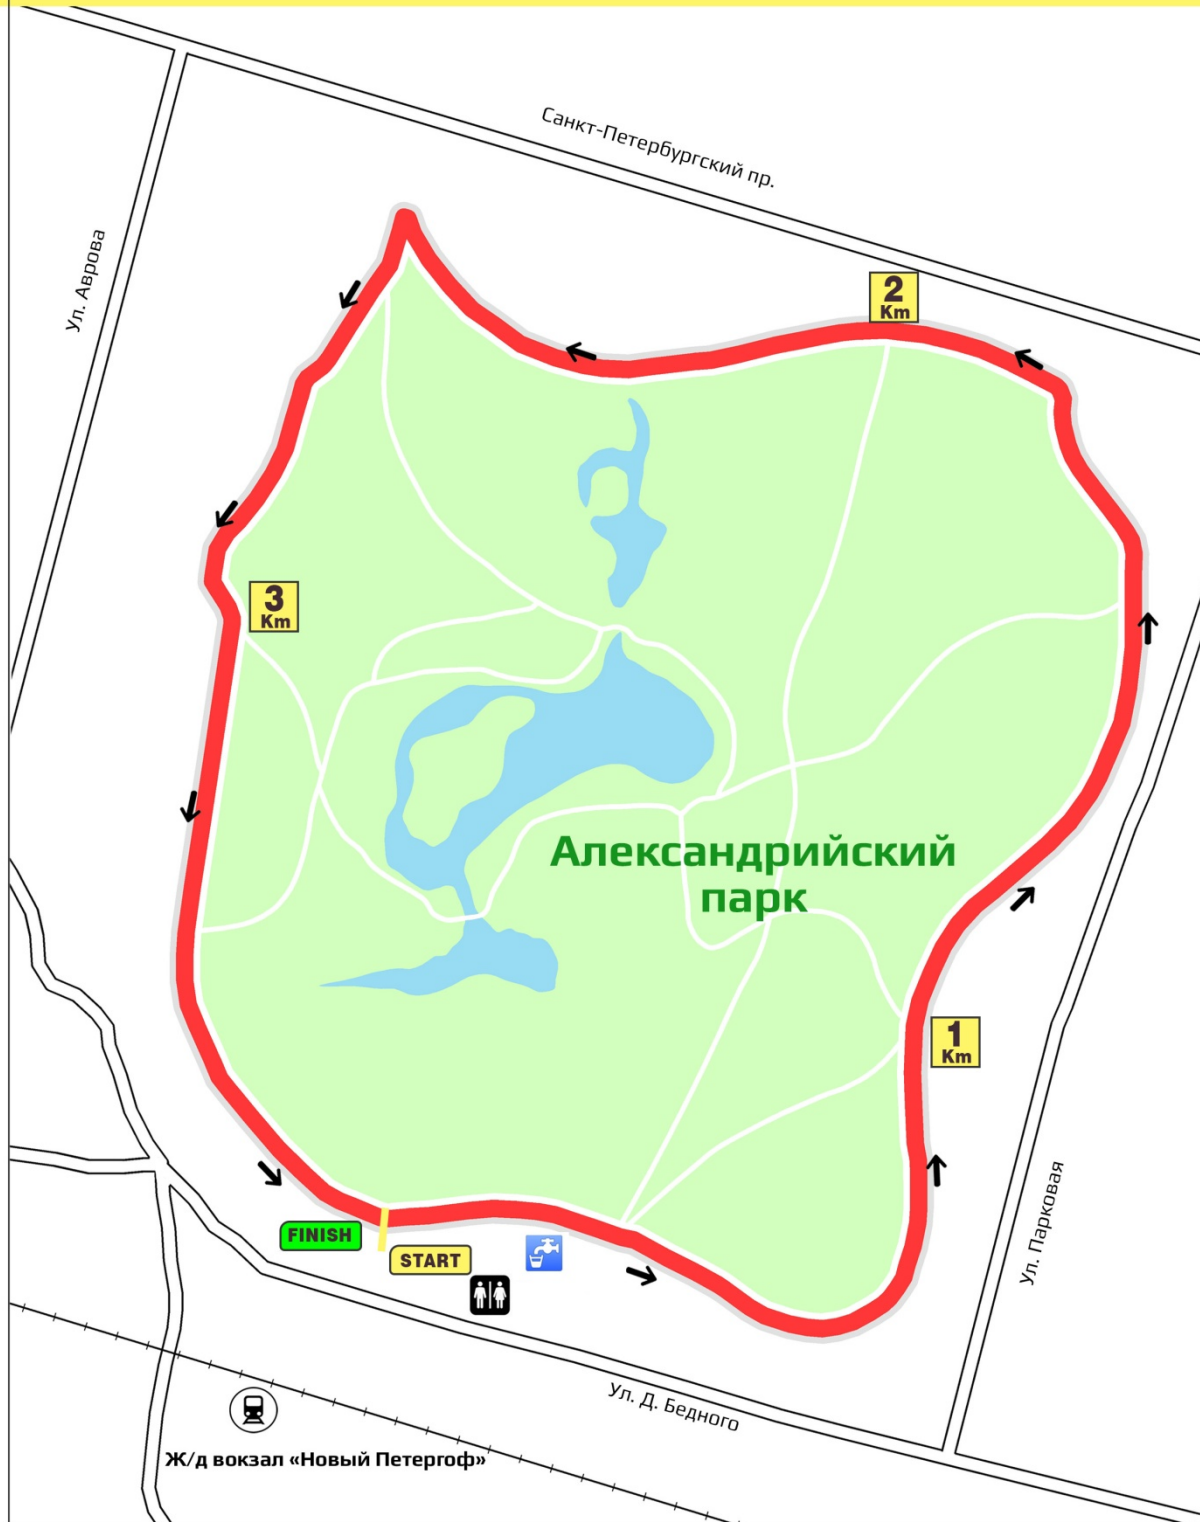 Санкт-Петербургский пр.
Ул. Аврова
2
Km
3
Km
Александрийский
парк
1
Km
Ул. Парковая
FINISH
START
Ул. Д. Бедного
Ж/д вокзал «Новый Петергоф»